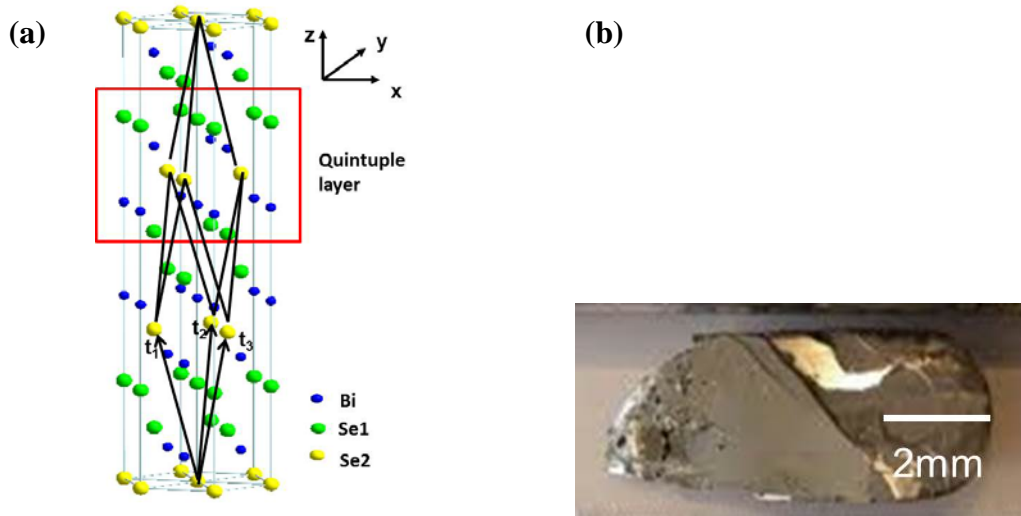 (a)
(b)
z
y
x
Quintuple
layer
t1
t2
t3
Bi
Se1
Se2
2mm